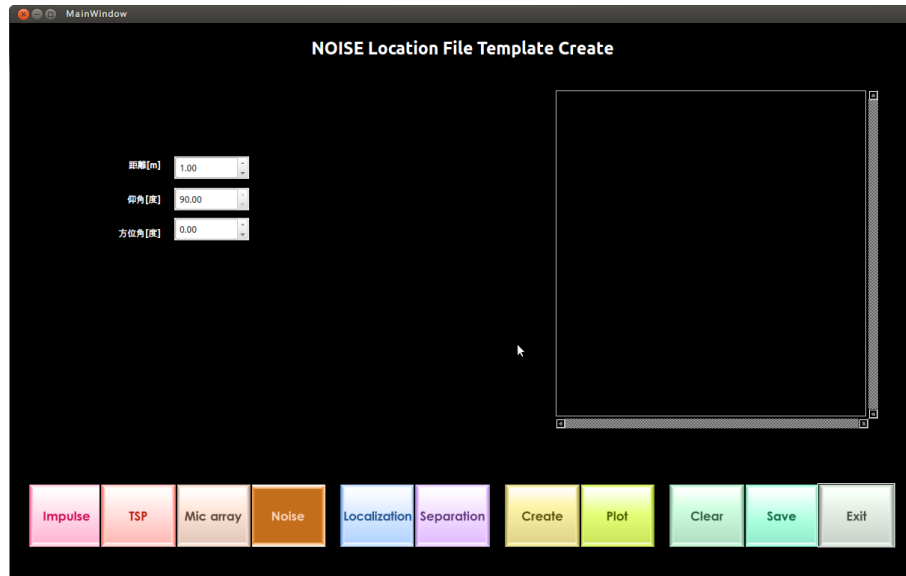 MainWindow
NOISE Location File Template Create
距離[m] 1.00
仰角[度] 90.00
方位角[度] 0.00
Impulse TSP Mic array Noise Localization Separation Create Plot Clear Save Exit